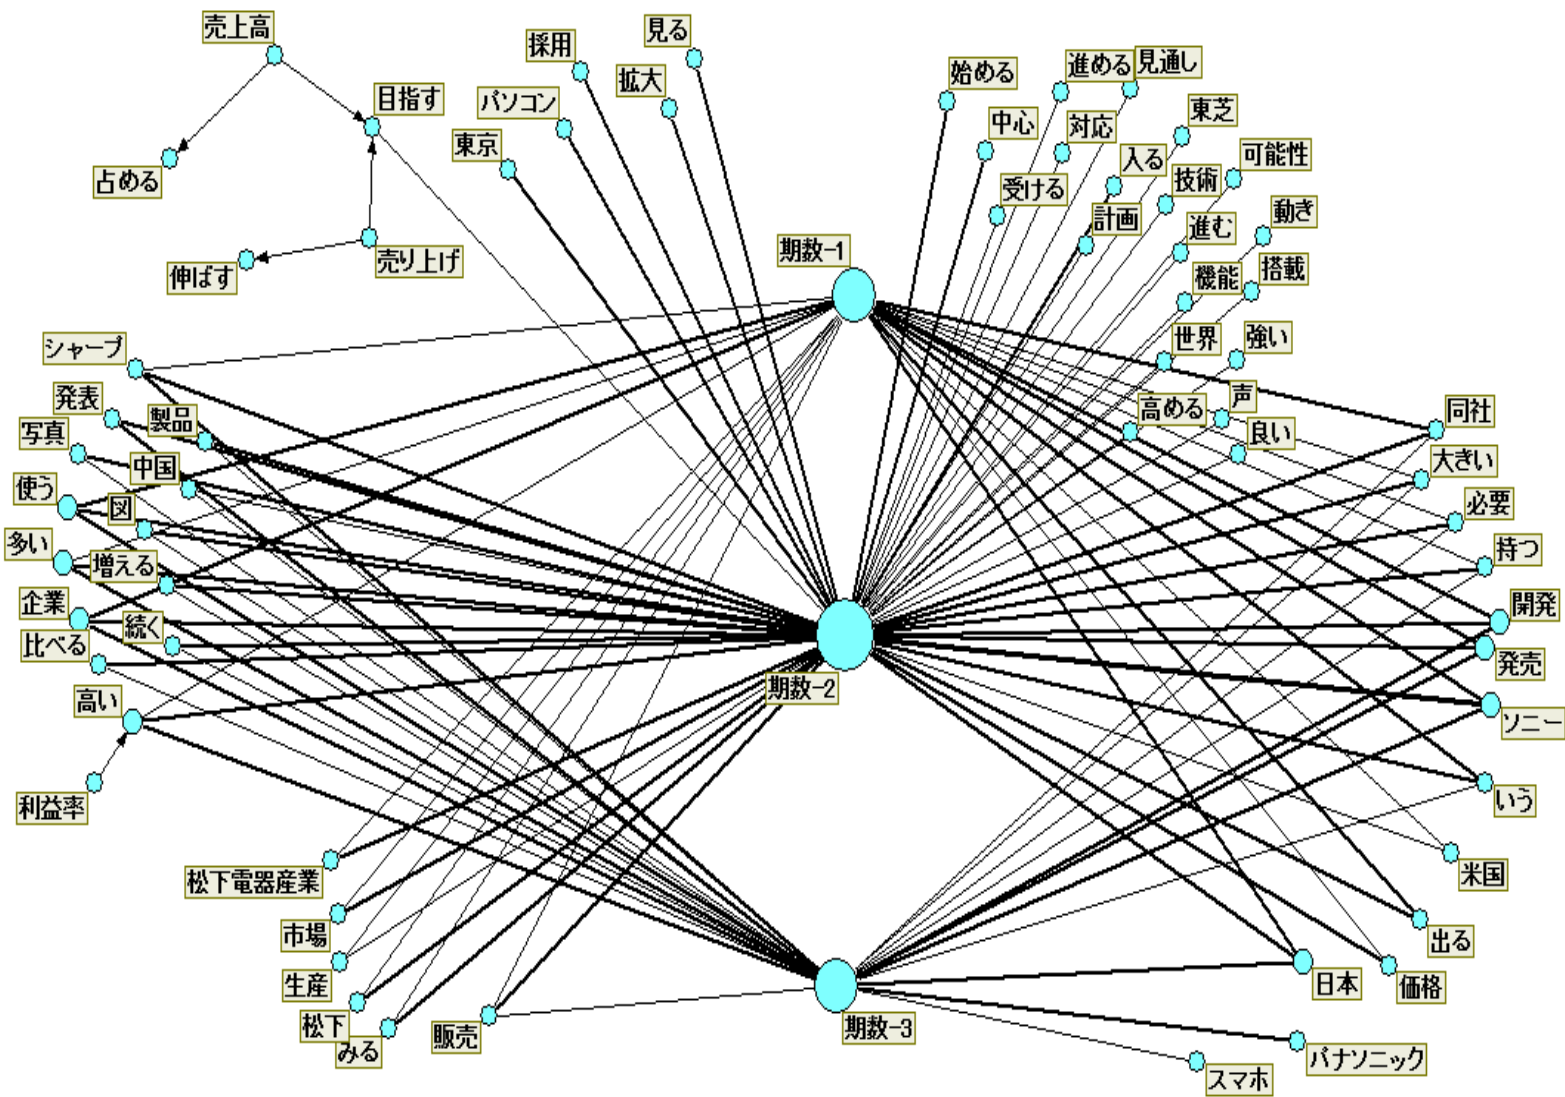 売上高
採用
見る
拡大
目指す
パソコン
東京
占める
伸ばす
売り上げ
期数-1
始める
進める
見通し
中心
対応
東芝
入る
可能性
受ける
技術
計画
動き
進む
機能
搭載
世界
強い
高める
声
良い
シャープ
発表
製品
写真
中国
使う
図
多い
増える
企業
続く
比べる
高い
利益率
期数-2
同社
大きい
必要
持つ
開発
発売
ソニー
いう
米国
出る
価格
日本
松下電器産業
市場
生産
松下
みる
販売
期数-3
パナソニック
スマホ